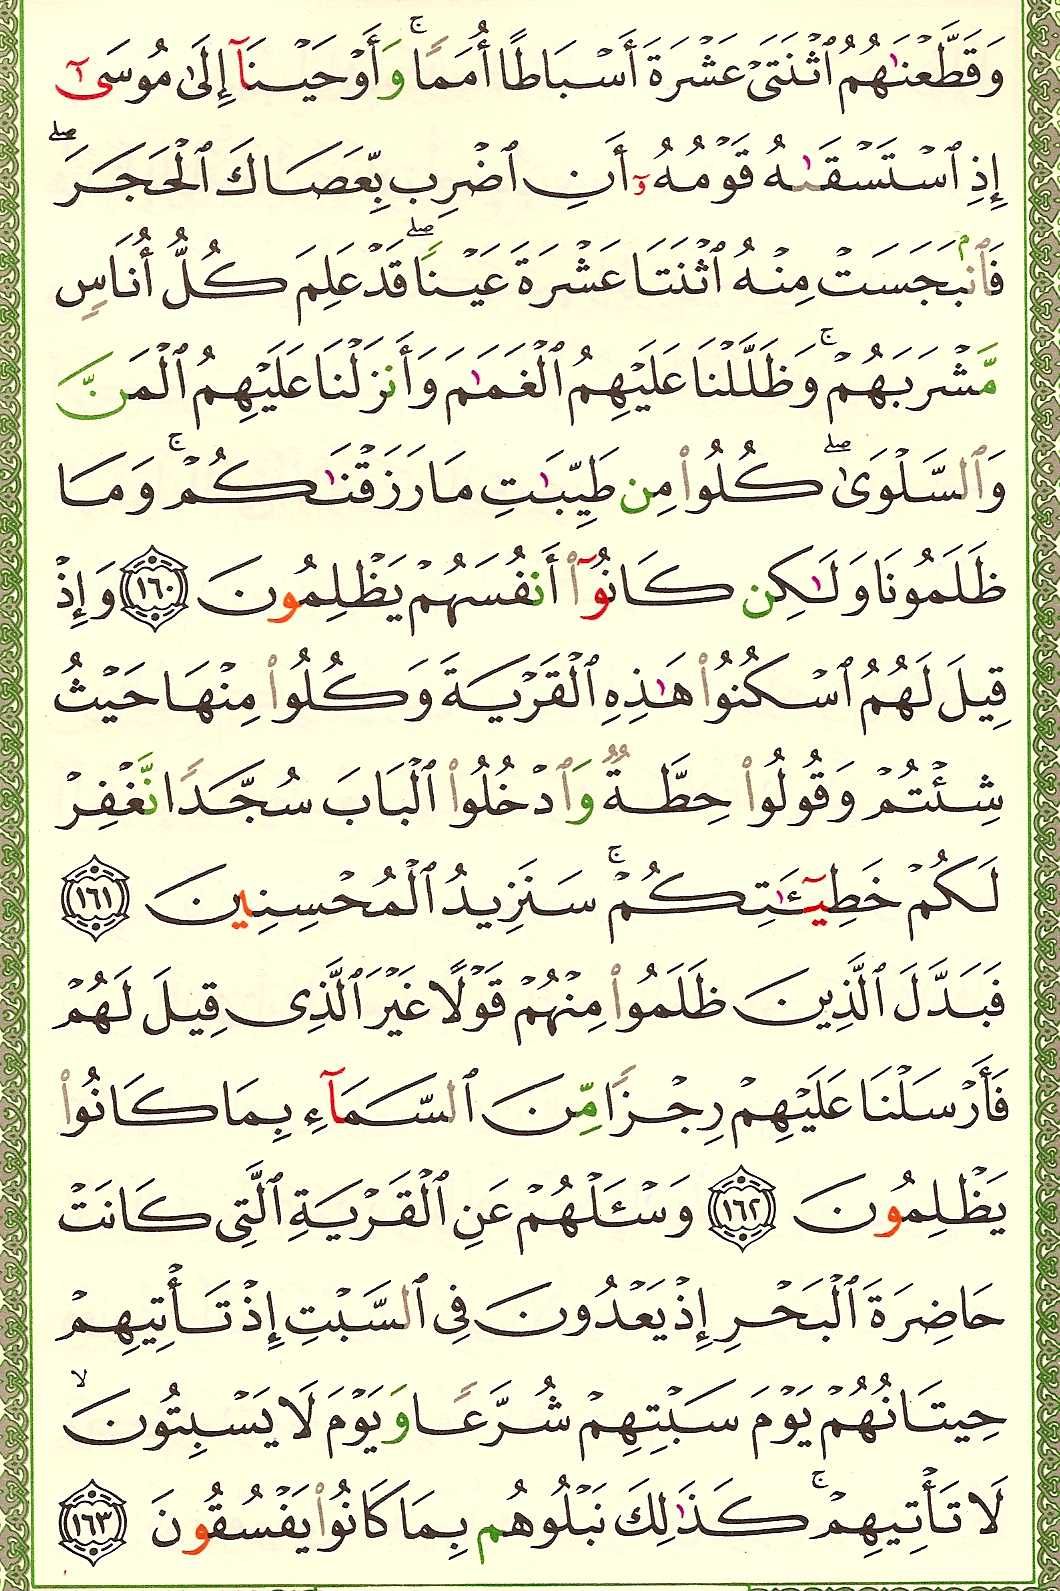 وَقَطَّعْنَٰهُمُ ٱثْنَتَىْ عَشْرَةَ أَسْبَاطًا أُمَمًا ۚ وَأَوْحَيْنَآ إِلَىٰ مُوسَىٰٓ
إِذِ ٱسْتَسْقَىٰهُ قَوْمُهُۥٓ أَنِ ٱضْرِب بِّعَصَاكَ ٱلْحَجَرَ ۖ
فَٱنۢبَجَسَتْ مِنْهُ ٱثْنَتَا عَشْرَةَ عَيْنًا ۖ قَدْ عَلِمَ كُلُّ أُنَاسٍ
مَّشْرَبَهُمْ ۚ وَظَلَّلْنَا عَلَيْهِمُ ٱلْغَمَٰمَ وَأَنزَلْنَا عَلَيْهِمُ ٱلْمَنَّ
وَٱلسَّلْوَىٰ ۖ كُلُوا۟ مِن طَيِّبَٰتِ مَا رَزَقْنَٰكُمْ ۚ وَمَا
ظَلَمُونَا وَلَٰكِن كَانُوٓا۟ أَنفُسَهُمْ يَظْلِمُونَ ١٦٠ وَإِذْ
قِيلَ لَهُمُ ٱسْكُنُوا۟ هَٰذِهِ ٱلْقَرْيَةَ وَكُلُوا۟ مِنْهَا حَيْثُ
شِئْتُمْ وَقُولُوا۟ حِطَّةٌ وَٱدْخُلُوا۟ ٱلْبَابَ سُجَّدًا نَّغْفِرْ
لَكُمْ خَطِيٓـَٰٔتِكُمْ ۚ سَنَزِيدُ ٱلْمُحْسِنِينَ ١٦١
فَبَدَّلَ ٱلَّذِينَ ظَلَمُوا۟ مِنْهُمْ قَوْلًا غَيْرَ ٱلَّذِى قِيلَ لَهُمْ
فَأَرْسَلْنَا عَلَيْهِمْ رِجْزًا مِّنَ ٱلسَّمَآءِ بِمَا كَانُوا۟
يَظْلِمُونَ ١٦٢ وَسْـَٔلْهُمْ عَنِ ٱلْقَرْيَةِ ٱلَّتِى كَانَتْ
حَاضِرَةَ ٱلْبَحْرِ إِذْ يَعْدُونَ فِى ٱلسَّبْتِ إِذْ تَأْتِيهِمْ
حِيتَانُهُمْ يَوْمَ سَبْتِهِمْ شُرَّعًا وَيَوْمَ لَا يَسْبِتُونَ ۙ
لَا تَأْتِيهِمْ ۚ كَذَٰلِكَ نَبْلُوهُم بِمَا كَانُوا۟ يَفْسُقُونَ ١٦٣